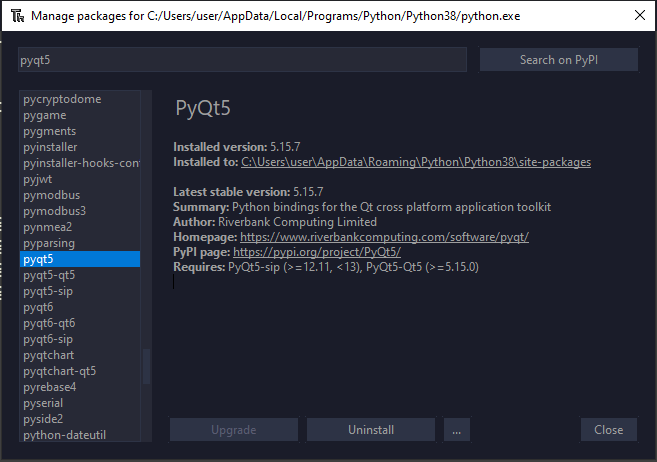 Manage packages for C:/Users/user/AppData/Local/Programs/Python/Python38/python.exe
pyqt5
Search on PyPI
pycryptodome
pygame
pygments
pyinstaller
pyinstaller-hooks-con
pyjwt
pymodbus
pymodbus3
pynmea2
pyparsing
pyqt5
pyqt5-qt5
pyqt5-sip
pyqt6
pyqt6-qt6
pyqt6-sip
pyqtchart
pyqtchart-qt5
pyrebase4
pyserial
pyside2
python-dateutil
PyQt5
Installed version: 5.15.7
Installed to: C:\Users\user\AppData\Roaming\Python\Python38\site-packages
Latest stable version: 5.15.7
Summary: Python bindings for the Qt cross platform application toolkit
Author: Riverbank Computing Limited
Homepage: https://www.riverbankcomputing.com/software/pyqt/
PyPI page: https://pypi.org/project/PyQt5/
Requires: PyQt5-sip (>=12.11, <13), PyQt5-Qt5 (>=5.15.0)
Upgrade
Uninstall
...
Close